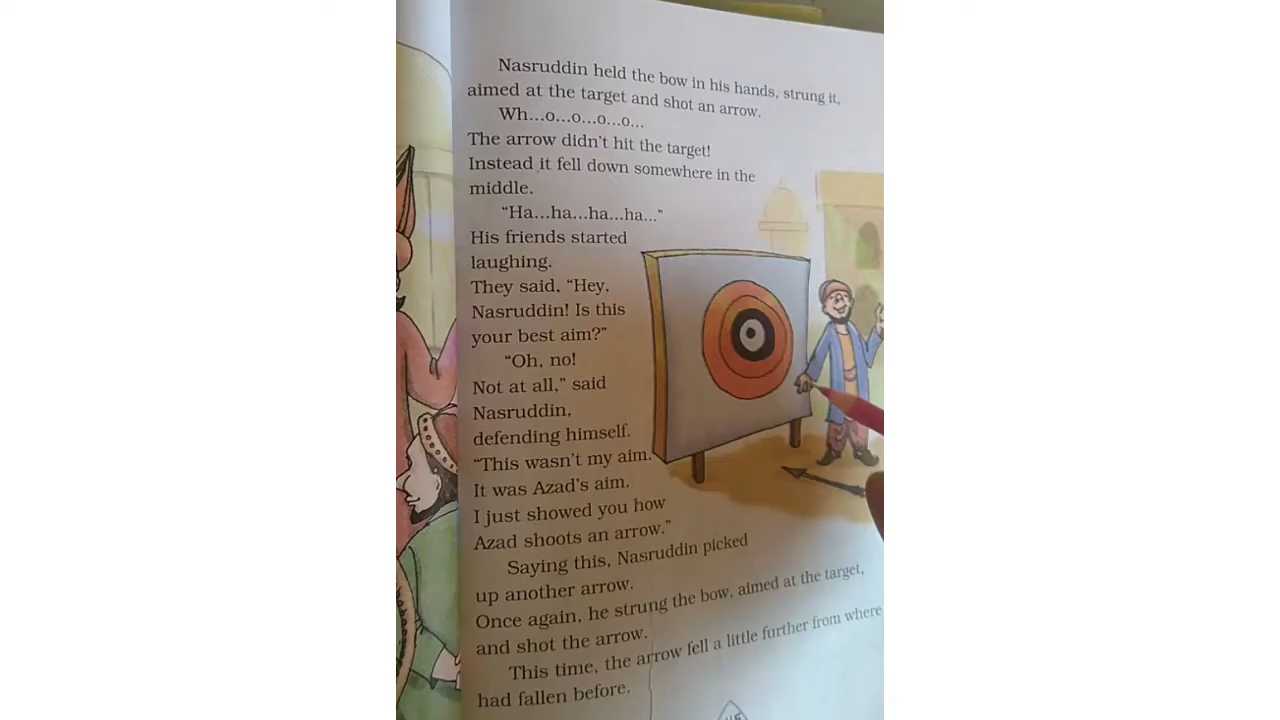 Nasruddin held the bow in his hands, strung it,
aimed at the target and shot an arrow.
Wh...o...o...o...o...
The arrow didn't hit the target!
Instead it fell down somewhere in the
middle.
"Ha...ha...ha...ha..."
His friends started
laughing.
They said, "Hey,
Nasruddin! Is this
your best aim?"
"Oh, no!
Not at all," said
Nasruddin,
defending himself.
"This wasn't my aim.
It was Azad's aim.
I just showed you how
Azad shoots an arrow."
Saying this, Nasruddin picked
up another arrow.
Once again, he strung the bow, aimed at the target,
and shot the arrow.
This time, the arrow fell a little further from where
had fallen before.